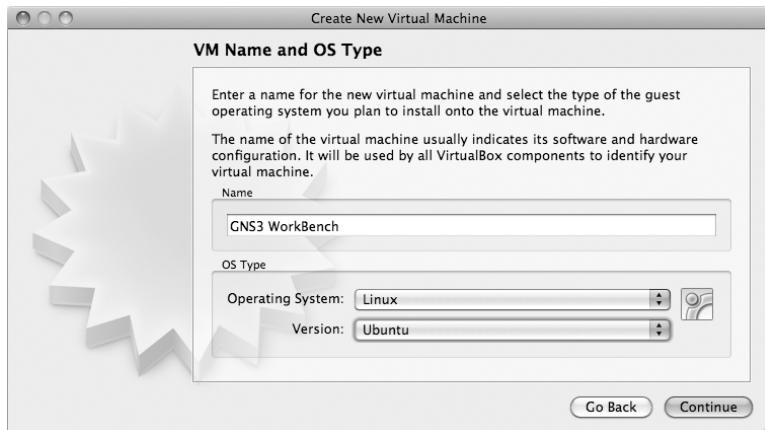 Create New Virtual Machine
VM Name and OS Type
Enter a name for the new virtual machine and select the type of the guest
operating system you plan to install onto the virtual machine.
The name of the virtual machine usually indicates its software and hardware
configuration. It will be used by all VirtualBox components to identify your
virtual machine.
Name
GNS3 WorkBench
OS Type
Operating System: Linux
Version: Ubuntu
Go Back Continue